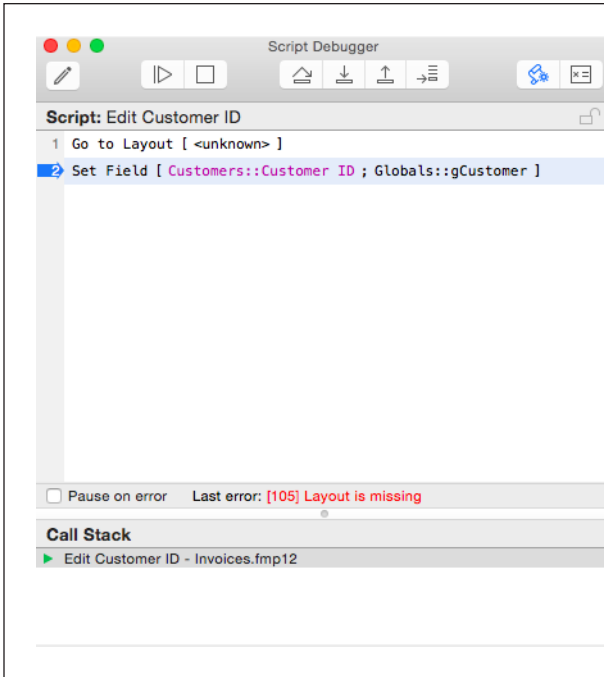 Script Debugger
Script: Edit Customer ID
1 Go to Layout [ <unknown> ]
2 Set Field [ Customers::Customer ID ; Globals::gCustomer ]
Pause on error Last error: [105] Layout is missing
Call Stack
Edit Customer ID - Invoices.fmp12